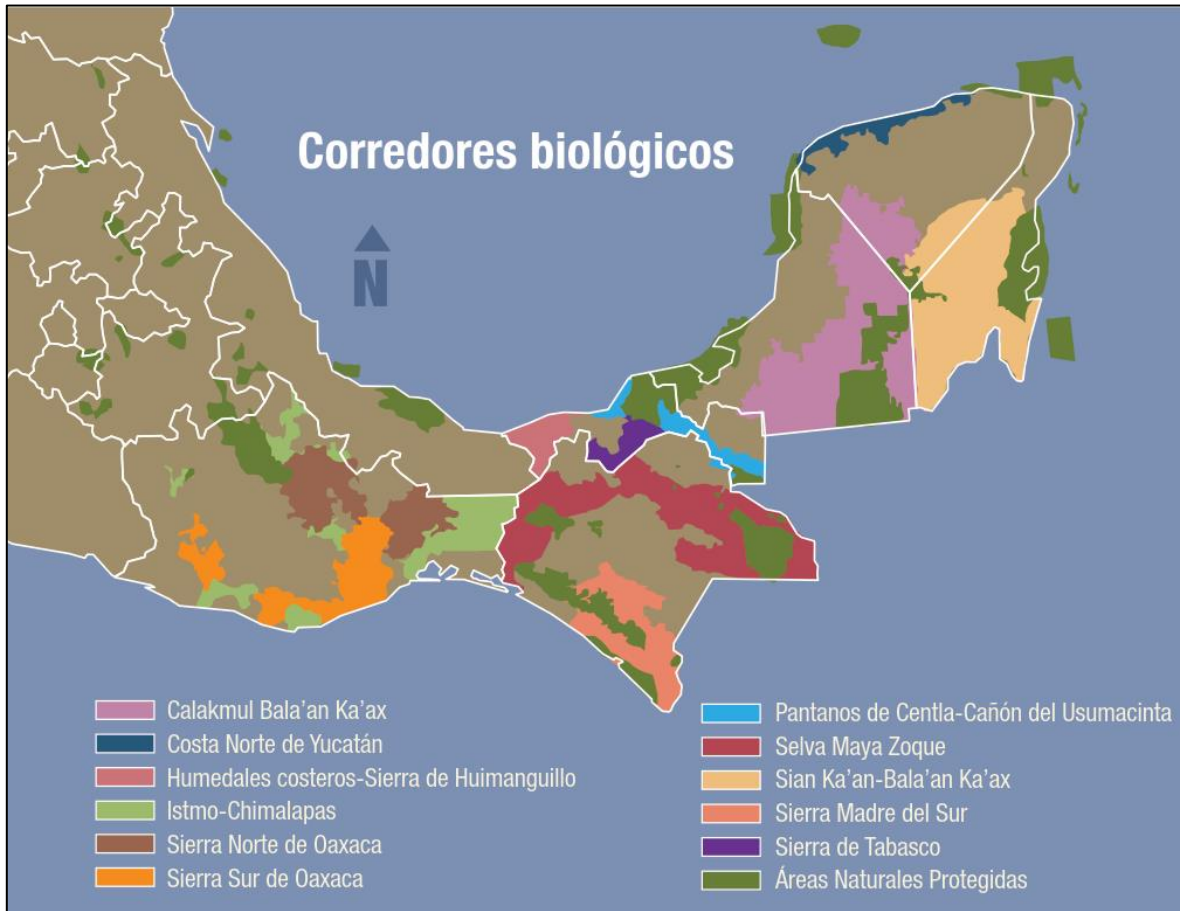 Corredores biológicos
N
Calakmul Bala'an Ka'ax
Costa Norte de Yucatán
Humedales costeros-Sierra de Huimanguillo
Istmo-Chimalapas
Sierra Norte de Oaxaca
Sierra Sur de Oaxaca
Pantanos de Centla-Cañón del Usumacinta
Selva Maya Zoque
Sian Ka'an-Bala'an Ka'ax
Sierra Madre del Sur
Sierra de Tabasco
Áreas Naturales Protegidas